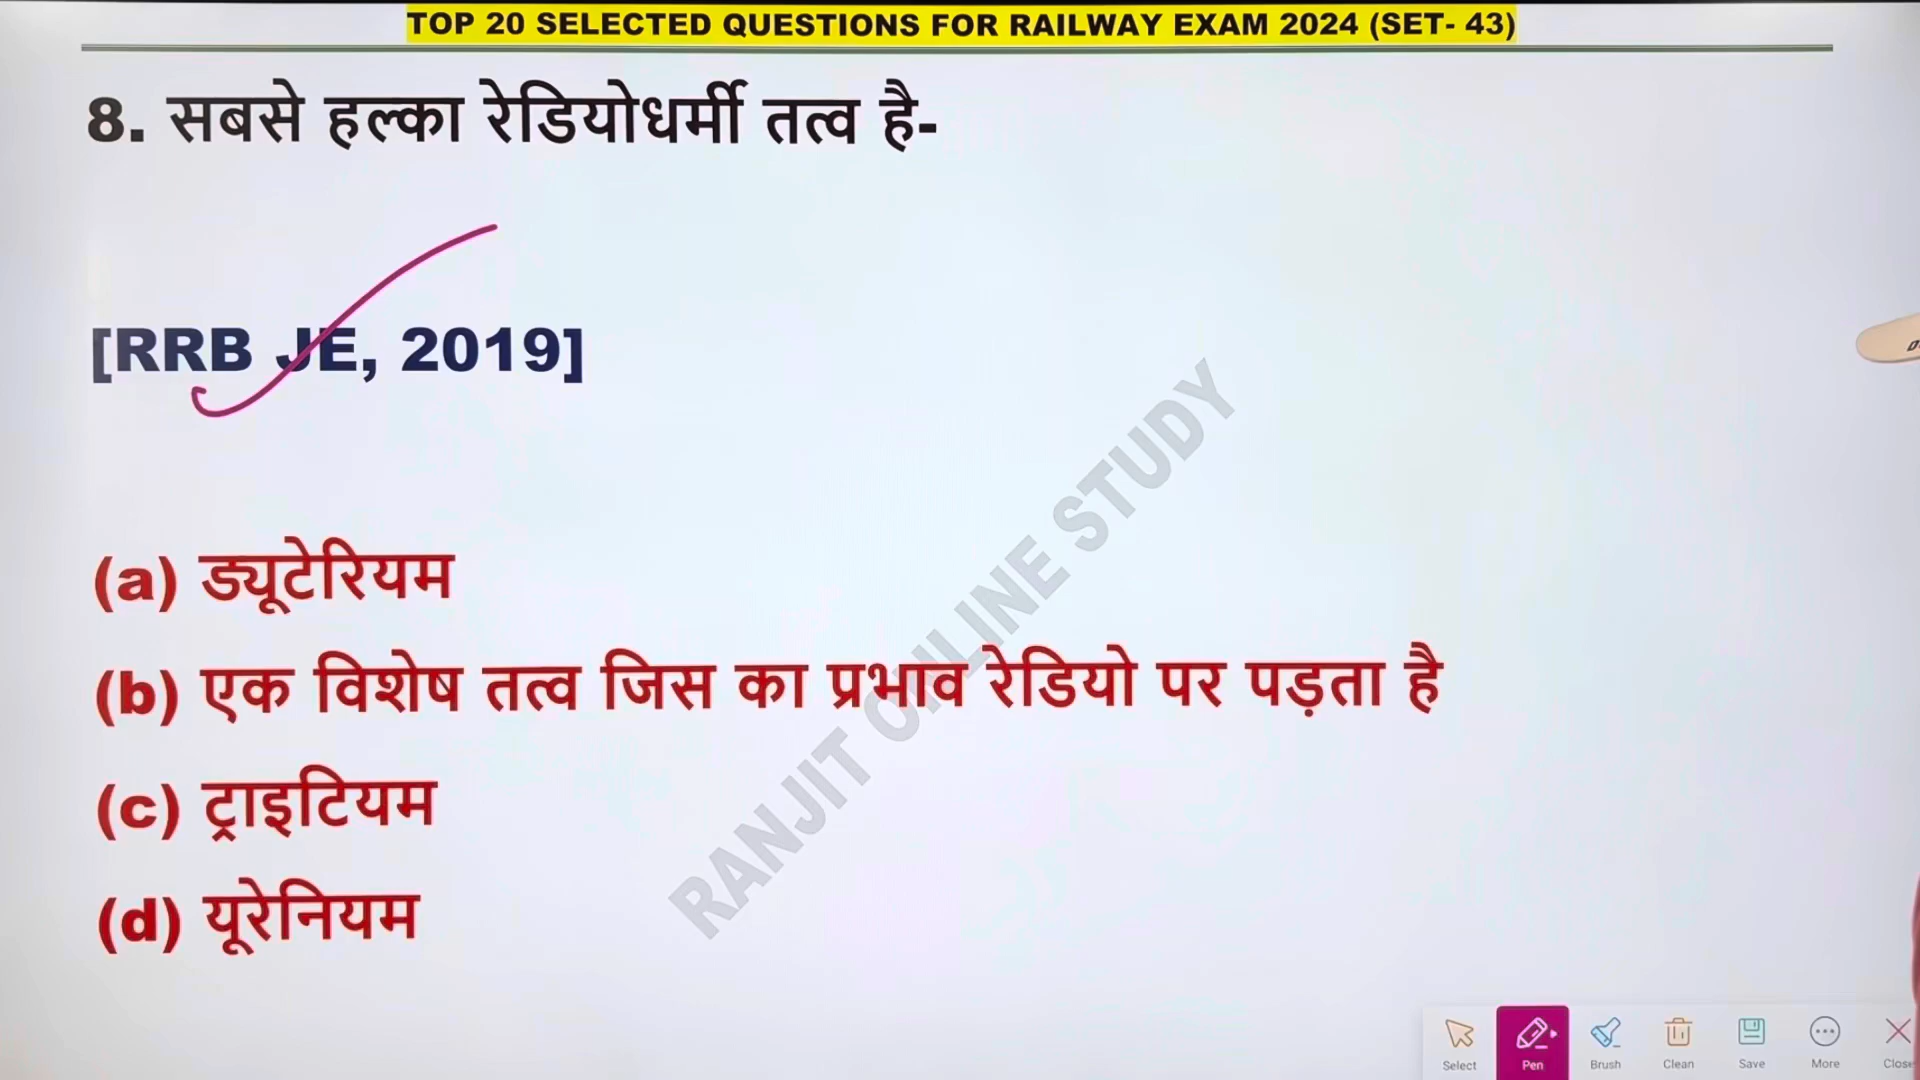 TOP 20 SELECTED QUESTIONS FOR RAILWAY EXAM 2024 (SET- 43)
8. सबसे हल्का रेडियोधर्मी तत्व है-
[RRB JE, 2019]
(a) ड्यूटेरियम
(b) एक विशेष तत्व जिस का प्रभाव रेडियो पर पड़ता है
(c) ट्राइटियम
(d) यूरेनियम
RANJIT ONLINE STUDY
Select Pen Brush Clean Save More Close